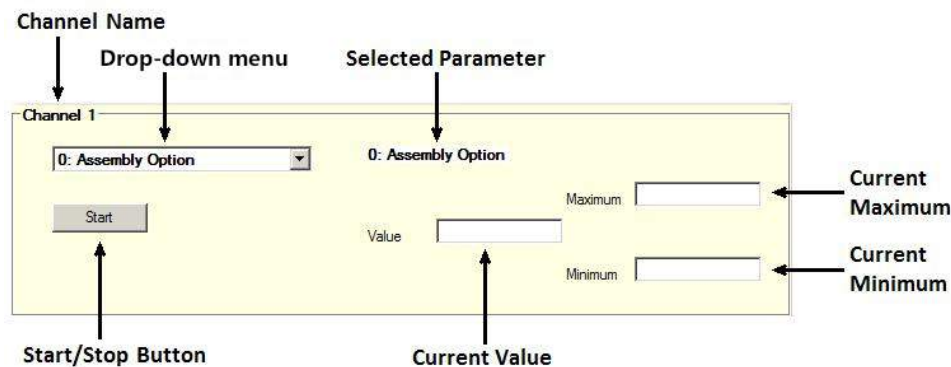 Channel Name
Drop-down menu
Selected Parameter
Channel 1
0: Assembly Option
0: Assembly Option
Maximum
Current
Maximum
Start
Value
Minimum
Current
Minimum
Start/Stop Button
Current Value